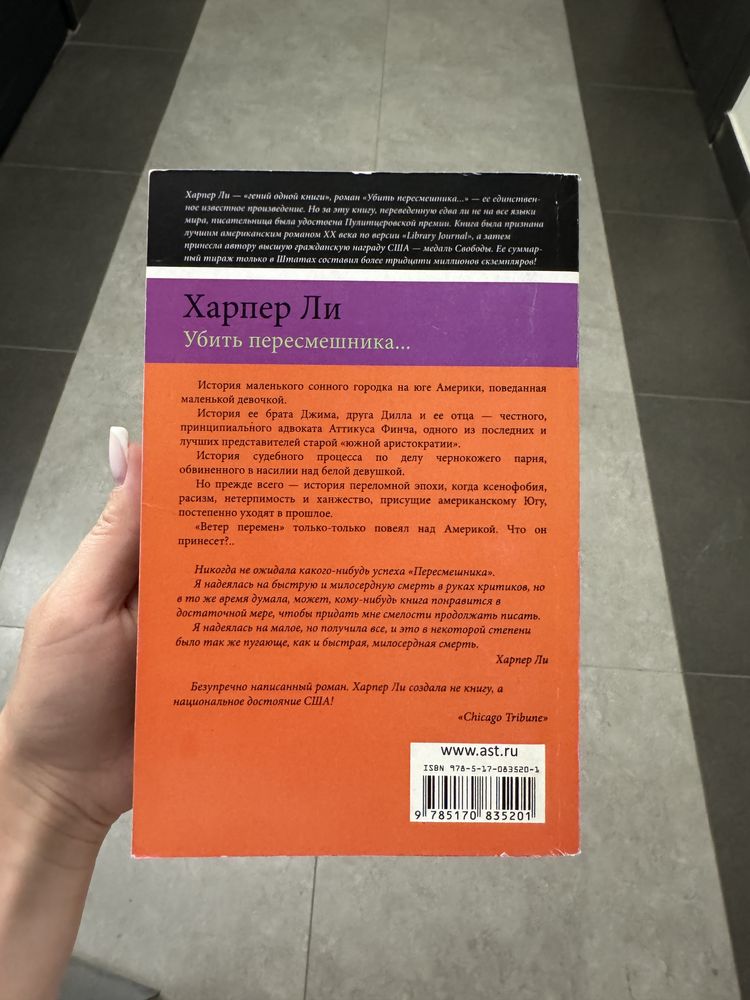 Харпер Ли — «гений одной книги», роман «Убить пересмешника...» — ее единствен-
ное известное произведение. Но за эту книгу, переведенную едва ли не на все языки
мира, писательница была удостоена Пулитцеровской премии. Книга была признана
лучшим американским романом XX века по версии «Library Journal», а затем
принесла автору высшую гражданскую награду США — медаль Свободы. Ее суммар-
ный тираж только в Штатах составил более тридцати миллионов экземпляров!
Харпер Ли
Убить пересмешника...
История маленького сонного городка на юге Америки, поведанная
маленькой девочкой.
История ее брата Джима, друга Дилла и ее отца — честного,
принципиального адвоката Аттикуса Финча, одного из последних и
лучших представителей старой «южной аристократии».
История судебного процесса по делу чернокожего парня,
обвиненного в насилии над белой девушкой.
Но прежде всего — история переломной эпохи, когда ксенофобия,
расизм, нетерпимость и ханжество, присущие американскому Югу,
постепенно уходят в прошлое.
«Ветер перемен» только-только повеял над Америкой. Что он
принесет?..
Никогда не ожидала какого-нибудь успеха «Пересмешника».
Я надеялась на быструю и милосердную смерть в руках критиков, но
в то же время думала, может, кому-нибудь книга понравится в
достаточной мере, чтобы придать мне смелости продолжать писать.
Я надеялась на малое, но получила все, и это в некоторой степени
было так же пугающе, как и быстрая, милосердная смерть.
Харпер Ли
Безупречно написанный роман. Харпер Ли создала не книгу, а
национальное достояние США!
«Chicago Tribune»
www.ast.ru
ISBN 978-5-17-083520-1
9 785170 835201